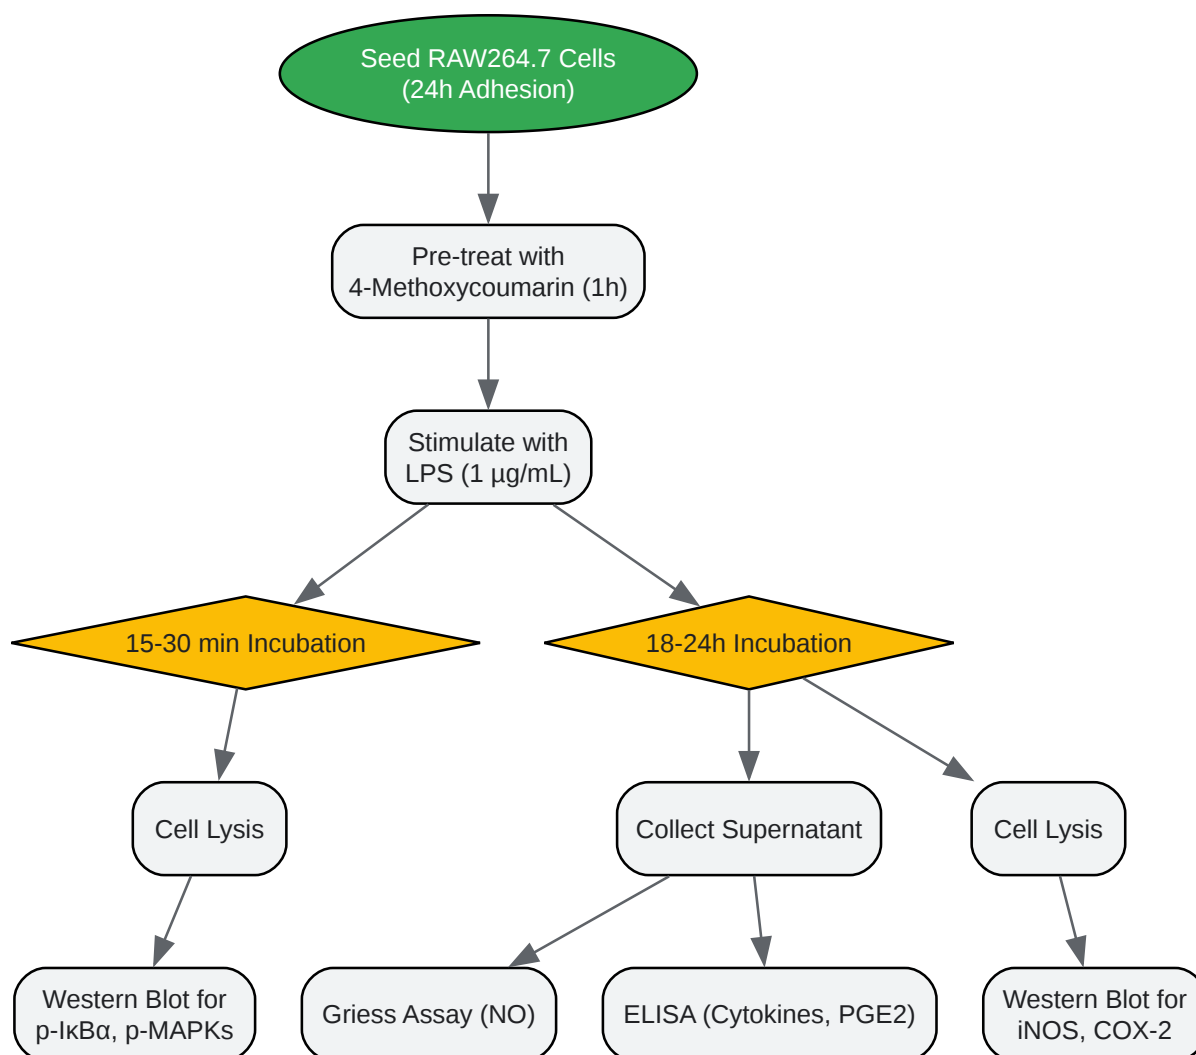 Seed RAW264.7 Cells
(24h Adhesion)
Pre-treat with
4-Methoxycoumarin (1h)
Stimulate with
LPS (1 µg/mL)
15-30 min Incubation
18-24h Incubation
Cell Lysis
Collect Supernatant
Cell Lysis
Western Blot for
p-IκBα, p-MAPKs
Griess Assay (NO)
ELISA (Cytokines, PGE2)
Western Blot for
iNOS, COX-2